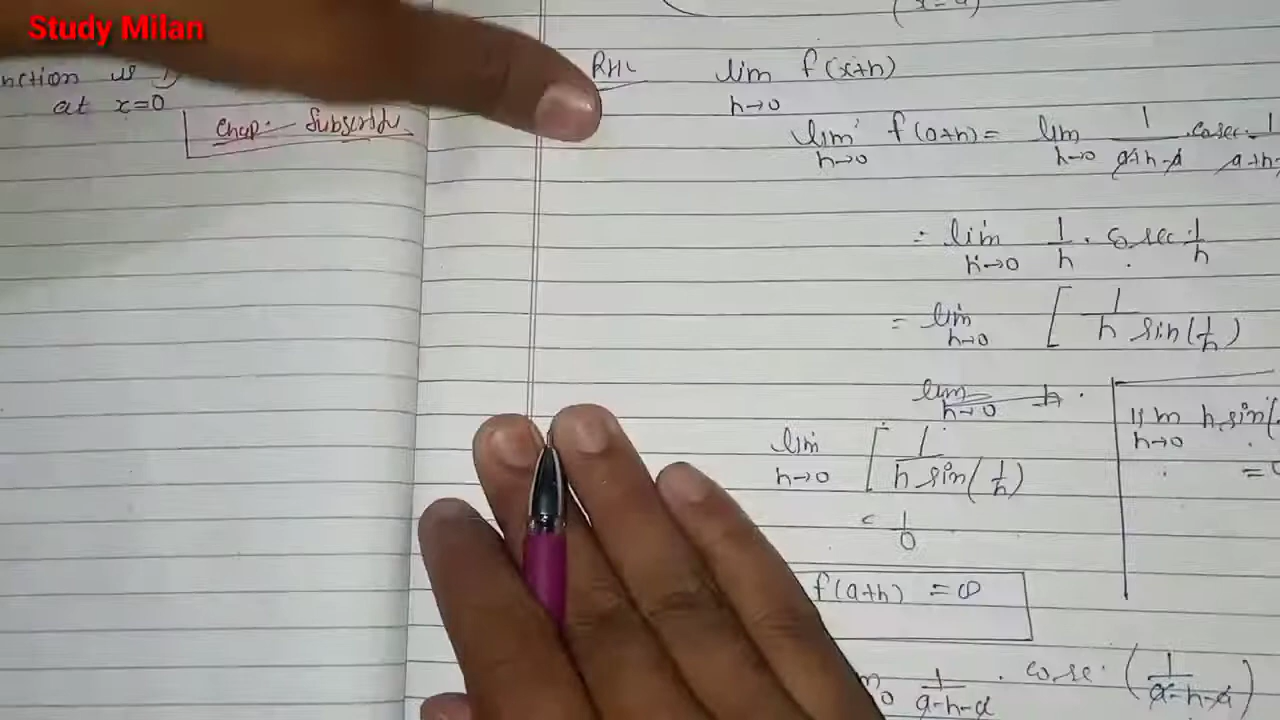 Study Milan
at x=0
Chap. Subscribe
(x=a)
RHL lim f(x+h)
h→0
lim f(a+h) = lim 1 cosec 1
h→0 h→0 a+h-a a+h-
= lim 1/h . cosec 1/h
h→0
= lim [ 1
h→0 h sin(1/h)
lim h .
h→0
lim h sin(
h→0
lim [ 1
h→0 h sin(1/h)
= 1/0
f(a+h) = ∞
1 . cosec (1
a-h-a a-h-a)